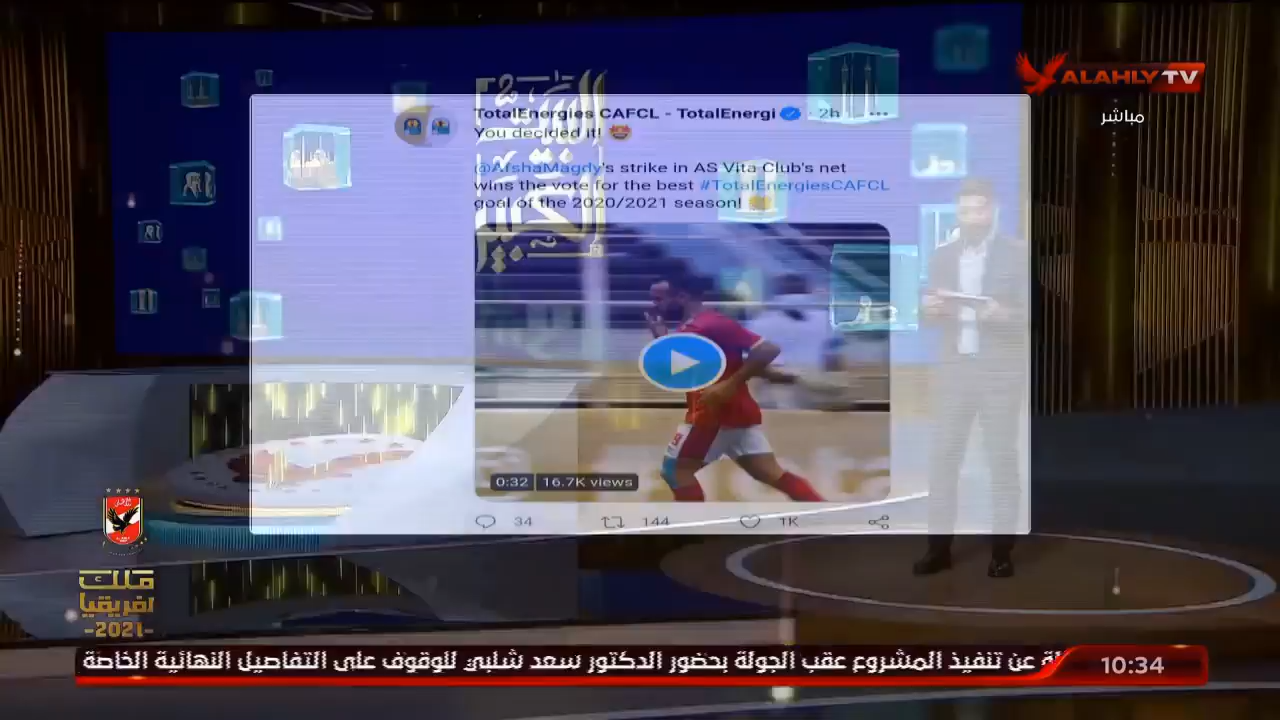 ALAHLY TV
مباشر
البيت
الكبير
TotalEnergies CAFCL - TotalEnergi · 2h ...
You decided it! 🤩
@AfshaMagdy's strike in AS Vita Club's net
wins the vote for the best #TotalEnergiesCAFCL
goal of the 2020/2021 season!
0:32 16.7K views
34 144 1K
ملك
افريقيا
-2021-
عن تنفيذ المشروع عقب الجولة بحضور الدكتور سعد شلبي للوقوف على التفاصيل النهائية الخاصة
10:34